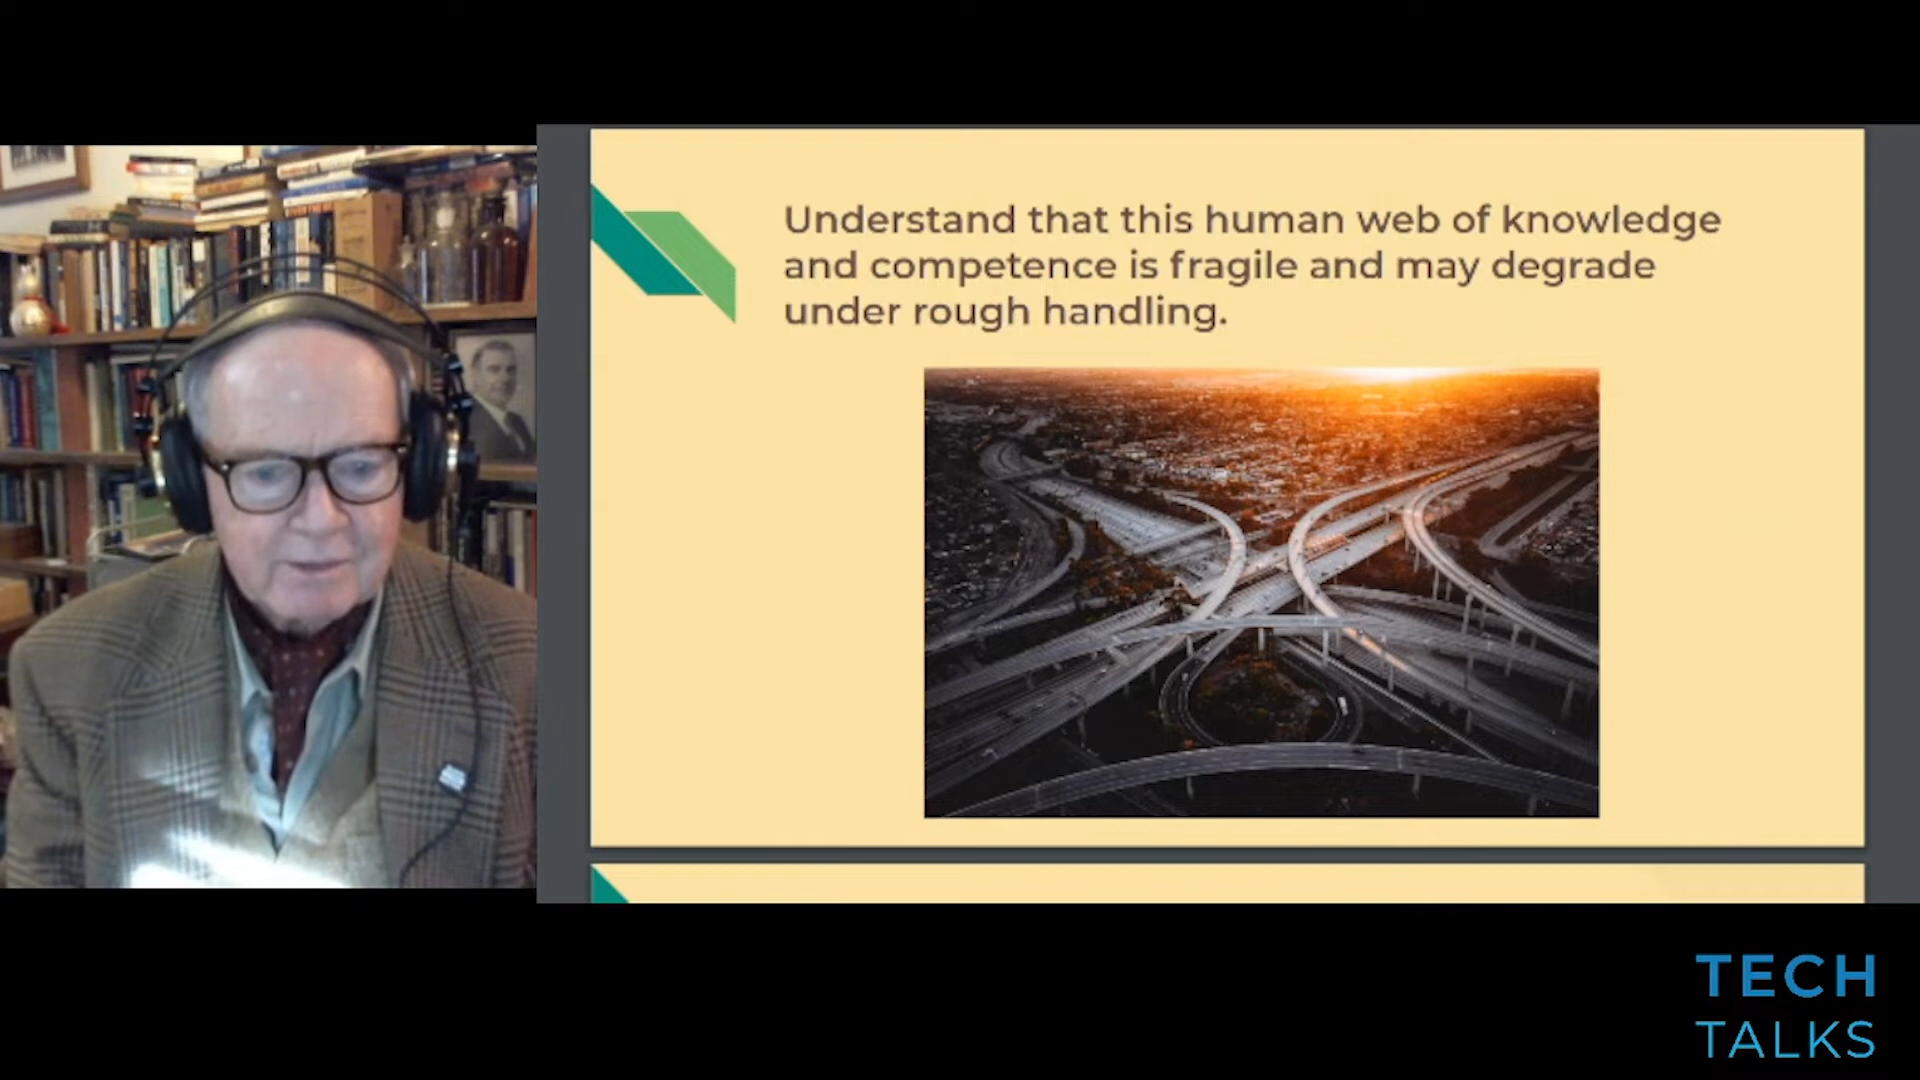 Understand that this human web of knowledge
and competence is fragile and may degrade
under rough handling.
TECH
TALKS